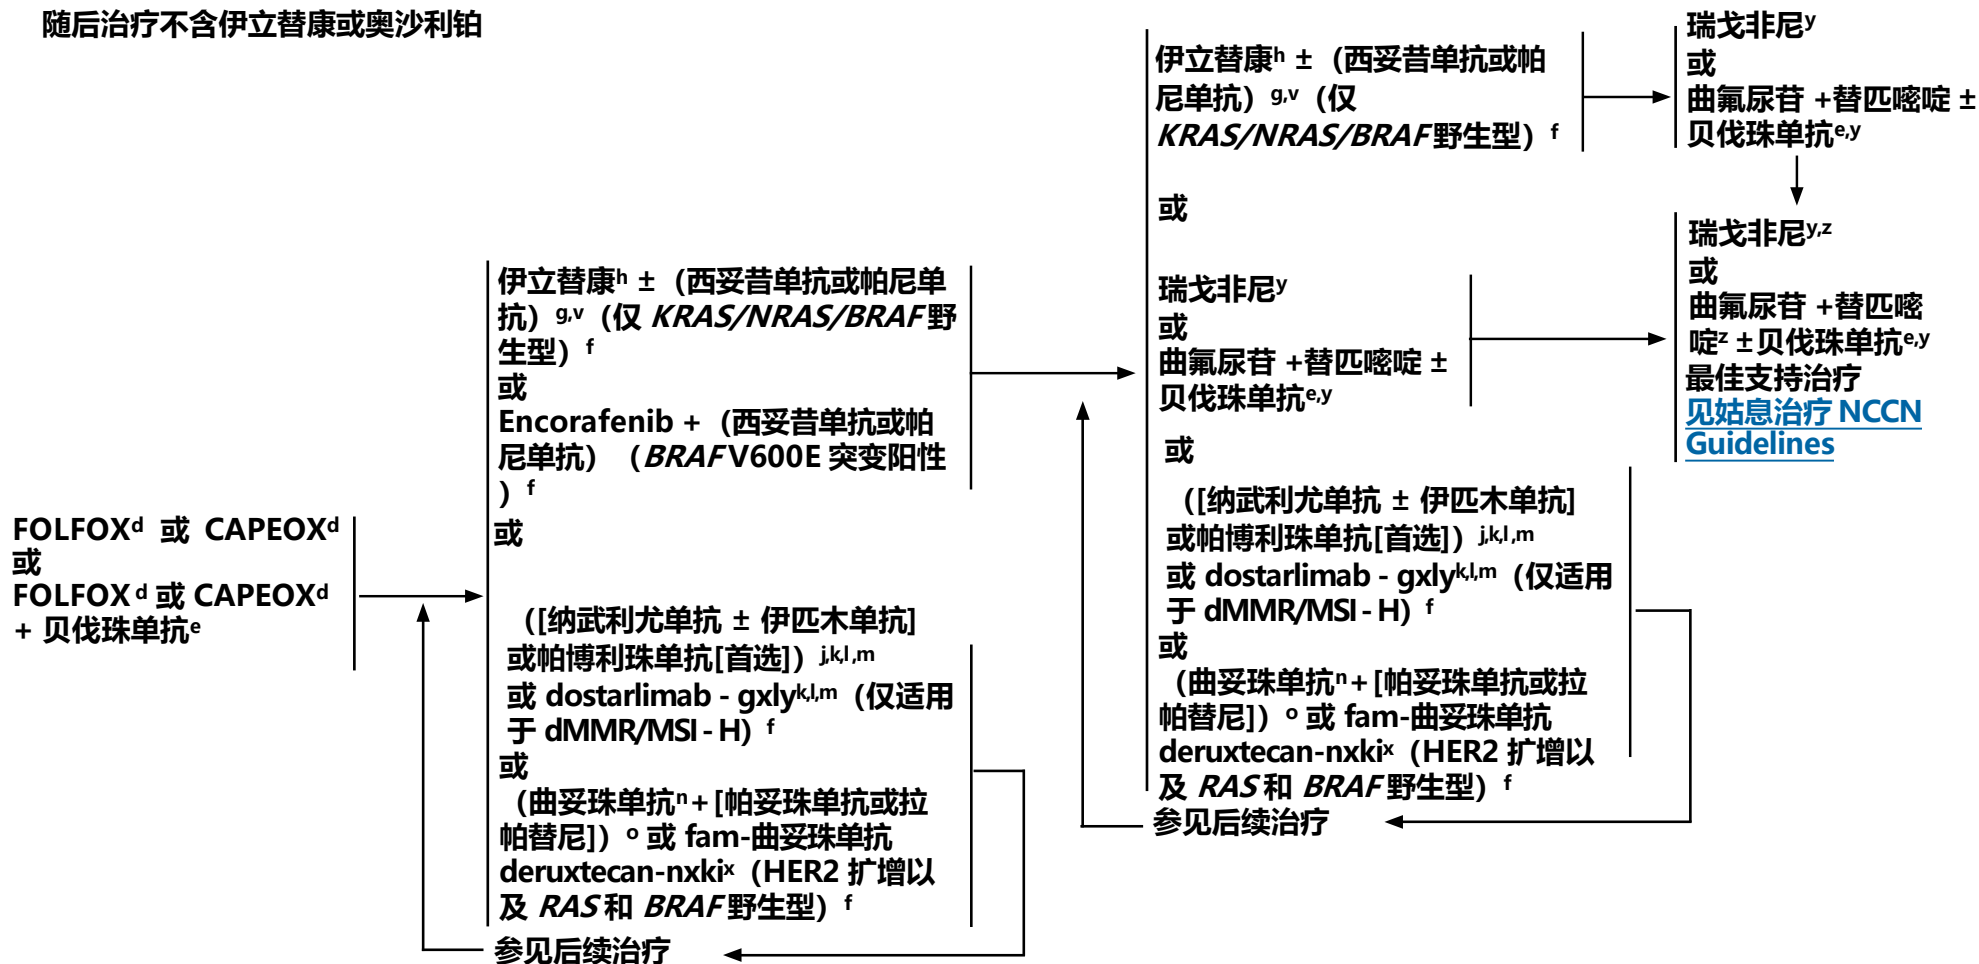 随后治疗不含伊立替康或奥沙利铂
FOLFOXᵈ 或 CAPEOXᵈ
或
FOLFOXᵈ 或 CAPEOXᵈ
+ 贝伐珠单抗ᵉ
伊立替康ʰ ±（西妥昔单抗或帕尼单
抗）ᵍ,ᵛ（仅 KRAS/NRAS/BRAF 野
生型）ᶠ
或
Encorafenib +（西妥昔单抗或帕
尼单抗）（BRAF V600E 突变阳性
）ᶠ
或
（[纳武利尤单抗 ± 伊匹木单抗]
或帕博利珠单抗[首选]）ʲ,ᵏ,ˡ,ᵐ
或 dostarlimab - gxlyᵏ,ˡ,ᵐ（仅适用
于 dMMR/MSI - H）ᶠ
或
（曲妥珠单抗ⁿ+ [帕妥珠单抗或拉
帕替尼]）ᵒ 或 fam-曲妥珠单抗
deruxtecan-nxkiˣ（HER2 扩增以
及 RAS 和 BRAF 野生型）ᶠ
参见后续治疗
伊立替康ʰ ±（西妥昔单抗或帕
尼单抗）ᵍ,ᵛ（仅
KRAS/NRAS/BRAF 野生型）ᶠ
或
瑞戈非尼ʸ
或
曲氟尿苷 +替匹嘧啶 ±
贝伐珠单抗ᵉ,ʸ
或
（[纳武利尤单抗 ± 伊匹木单抗]
或帕博利珠单抗[首选]）ʲ,ᵏ,ˡ,ᵐ
或 dostarlimab - gxlyᵏ,ˡ,ᵐ（仅适用
于 dMMR/MSI - H）ᶠ
或
（曲妥珠单抗ⁿ+ [帕妥珠单抗或拉
帕替尼]）ᵒ 或 fam-曲妥珠单抗
deruxtecan-nxkiˣ（HER2 扩增以
及 RAS 和 BRAF 野生型）ᶠ
参见后续治疗
瑞戈非尼ʸ
或
曲氟尿苷 +替匹嘧啶 ±
贝伐珠单抗ᵉ,ʸ
瑞戈非尼ʸ,ᶻ
或
曲氟尿苷 +替匹嘧
啶ᶻ ±贝伐珠单抗ᵉ,ʸ
最佳支持治疗
见姑息治疗 NCCN
Guidelines